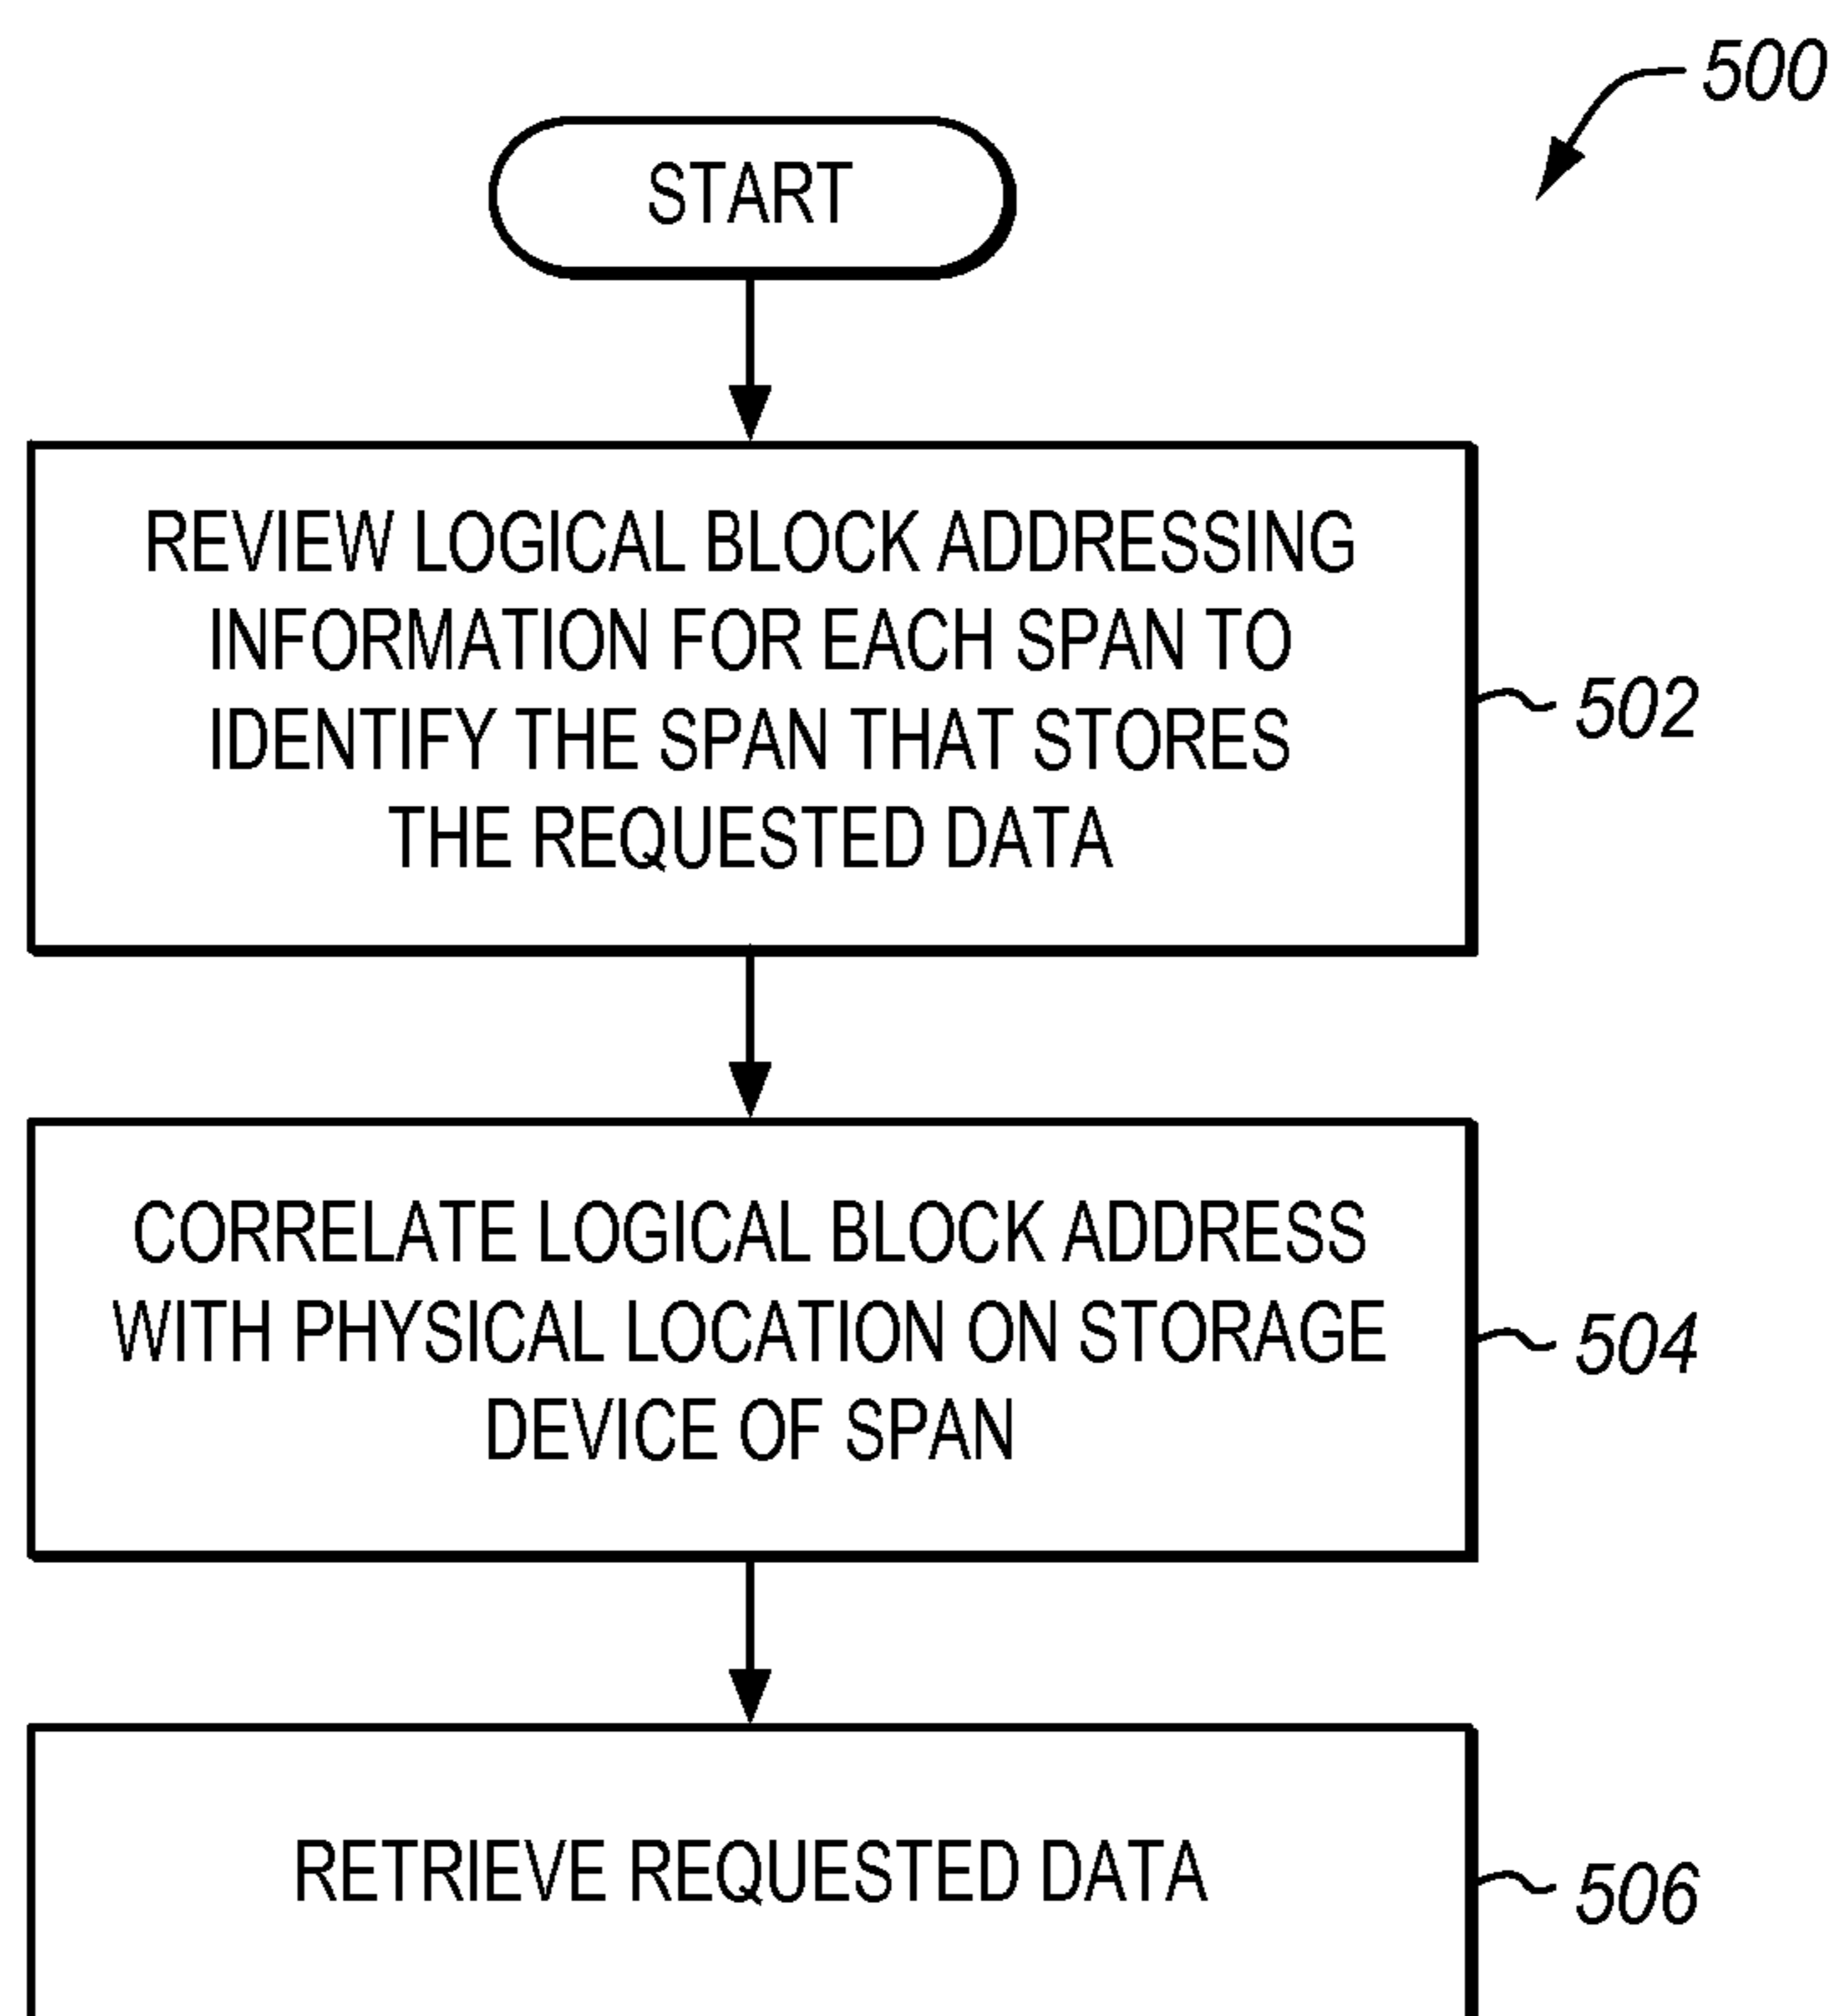 500
START
REVIEW LOGICAL BLOCK ADDRESSING
INFORMATION FOR EACH SPAN TO
IDENTIFY THE SPAN THAT STORES
THE REQUESTED DATA
502
CORRELATE LOGICAL BLOCK ADDRESS
WITH PHYSICAL LOCATION ON STORAGE
DEVICE OF SPAN
504
RETRIEVE REQUESTED DATA
506